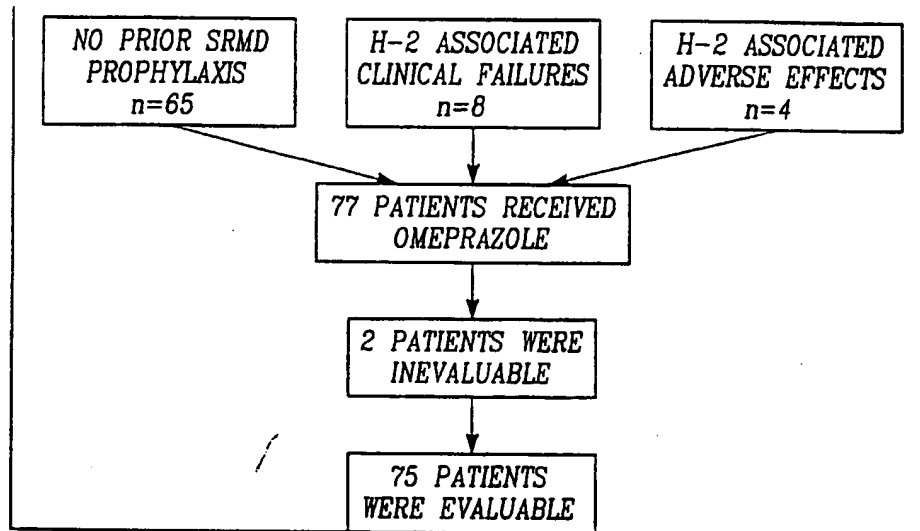 NO PRIOR SRMD
PROPHYLAXIS
n=65
H-2 ASSOCIATED
CLINICAL FAILURES
n=8
H-2 ASSOCIATED
ADVERSE EFFECTS
n=4
77 PATIENTS RECEIVED
OMEPRAZOLE
2 PATIENTS WERE
INEVALUABLE
75 PATIENTS
WERE EVALUABLE